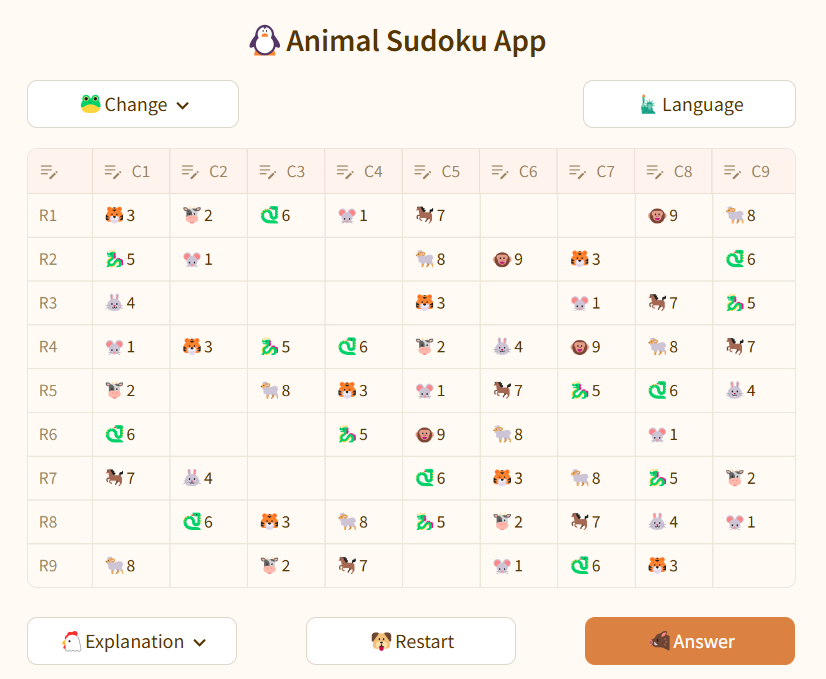 Animal Sudoku App
Change
Language
C1 C2 C3 C4 C5 C6 C7 C8 C9
R1 3 2 6 1 7 9 8
R2 5 1 8 9 3 6
R3 4 3 1 7 5
R4 1 3 5 6 2 4 9 8 7
R5 2 8 3 1 7 5 6 4
R6 6 5 9 8 1
R7 7 4 6 3 8 5 2
R8 6 3 8 5 2 7 4 1
R9 8 2 7 1 6 3
Explanation
Restart
Answer